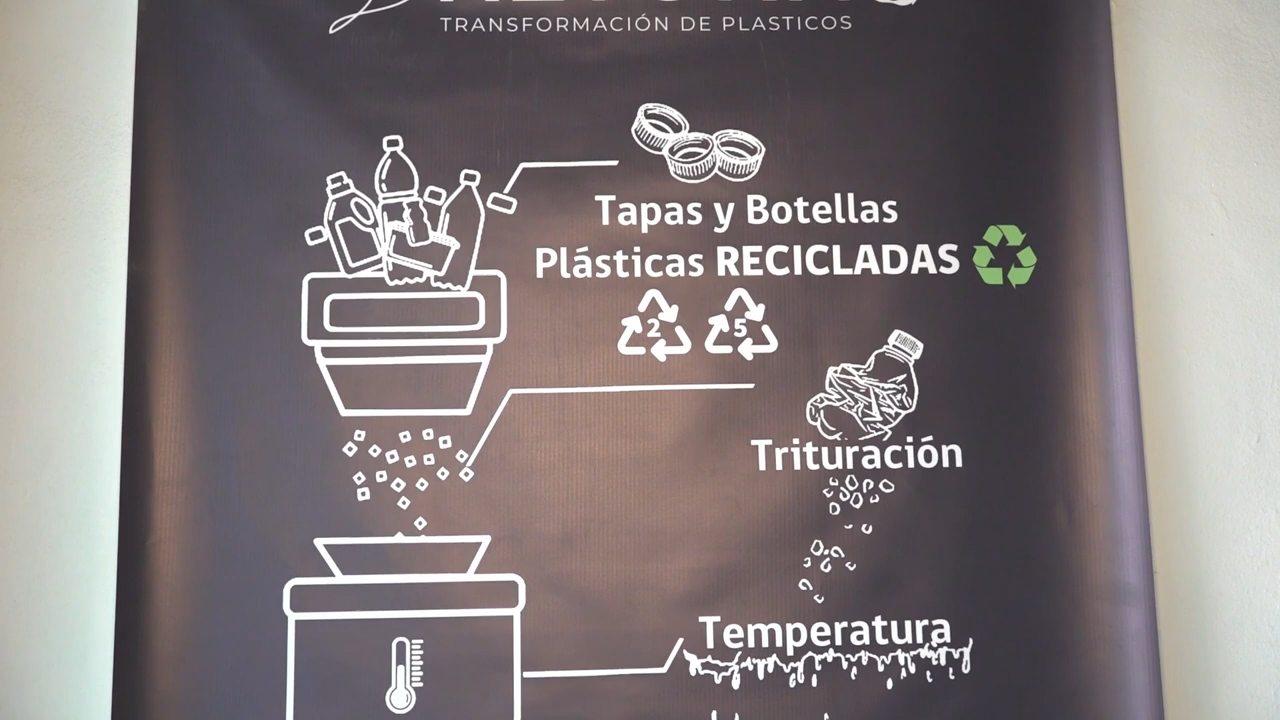 TRANSFORMACIÓN DE PLASTICOS
Tapas y Botellas
Plásticas RECICLADAS
2 5
Trituración
Temperatura